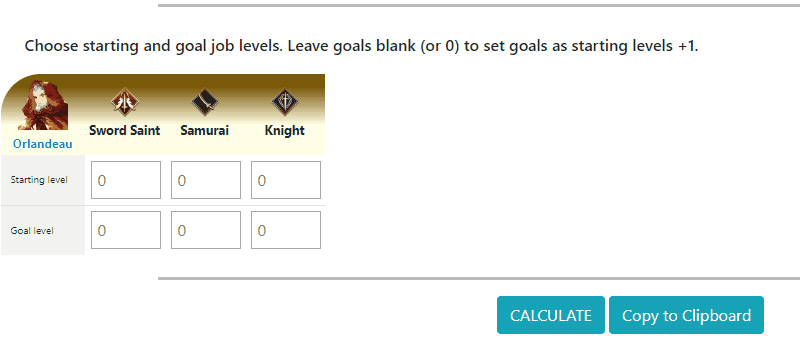 Choose starting and goal job levels. Leave goals blank (or 0) to set goals as starting levels +1.
Orlandeau Sword Saint Samurai Knight
Starting level 0 0 0
Goal level 0 0 0
CALCULATE Copy to Clipboard